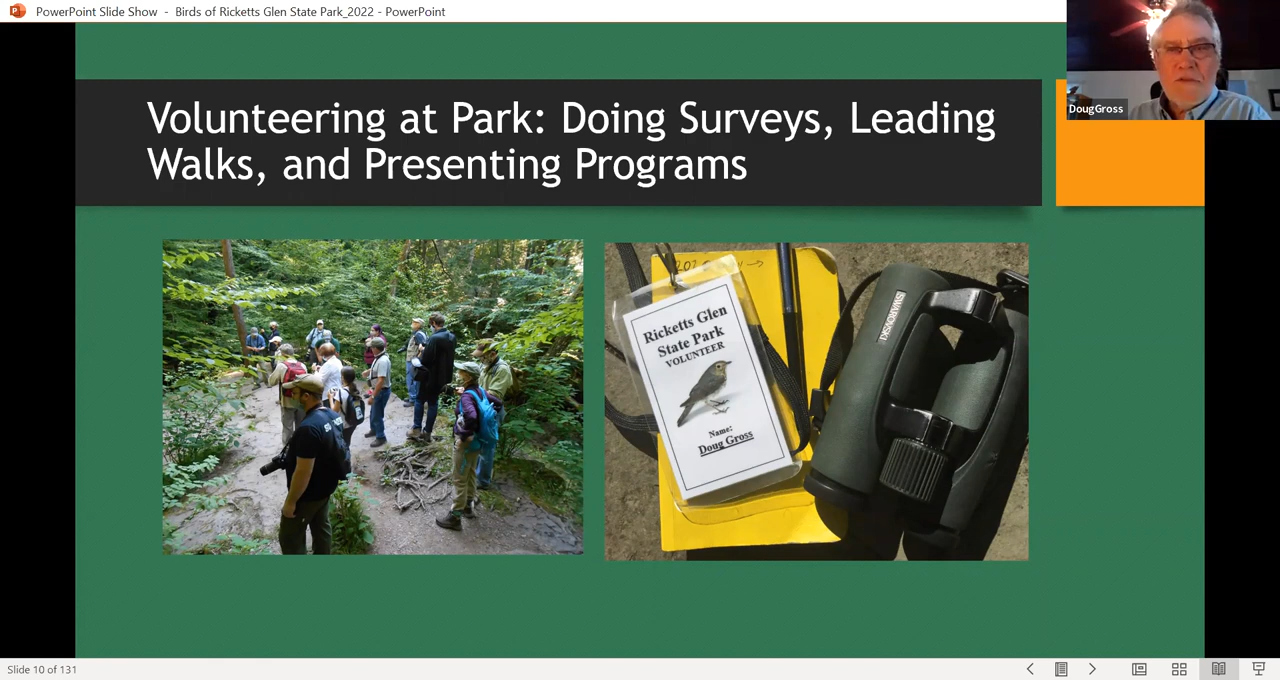 PowerPoint Slide Show - Birds of Ricketts Glen State Park_2022 - PowerPoint
DougGross
Volunteering at Park: Doing Surveys, Leading
Walks, and Presenting Programs
Ricketts Glen
State Park
VOLUNTEER
Name:
Doug Gross
SWAROVSKI
Slide 10 of 131